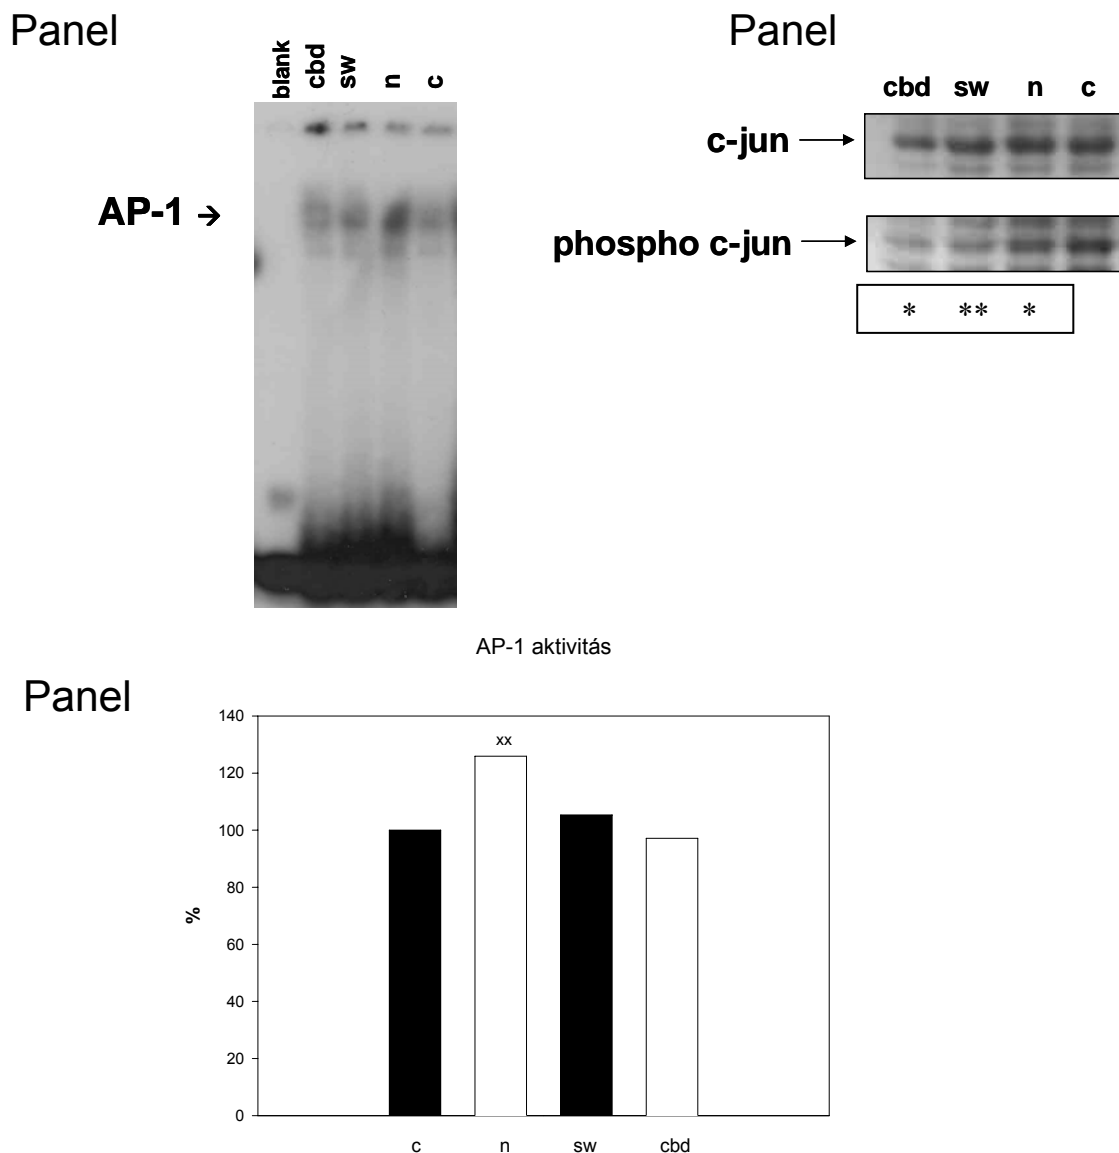 Panel
blank
cbd
sw
n
c
AP-1 →
Panel
cbd sw n c
c-jun
phospho c-jun
* ** *
AP-1 aktivitás
Panel
140
120
100
80
60
40
20
0
%
xx
c n sw cbd